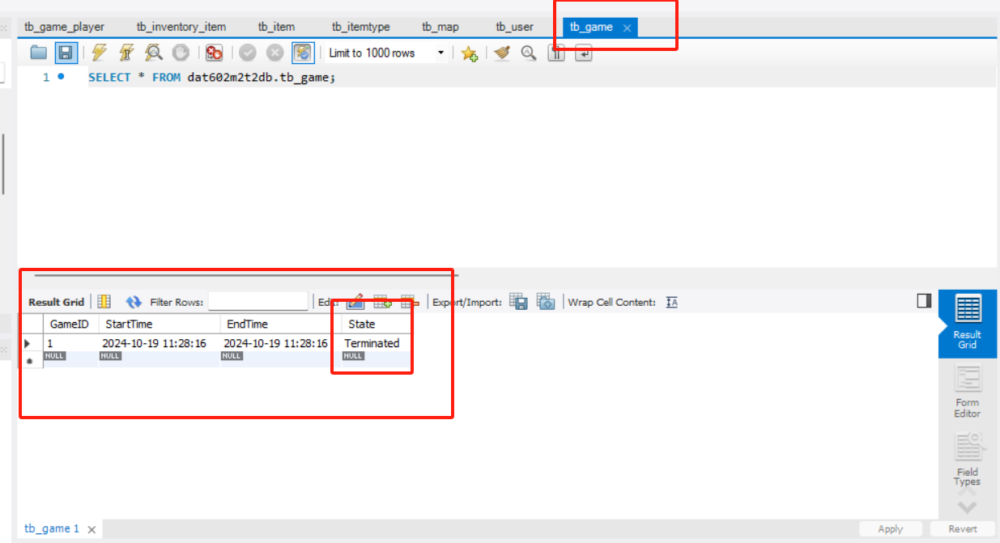 tb_game_player tb_inventory_item tb_item tb_itemtype tb_map tb_user tb_game
Limit to 1000 rows
1 SELECT * FROM dat602m2t2db.tb_game;
Result Grid Filter Rows: Edit: Export/Import: Wrap Cell Content:
GameID StartTime EndTime State
1 2024-10-19 11:28:16 2024-10-19 11:28:16 Terminated
NULL NULL NULL NULL
Result
Grid
Form
Editor
Field
Types
tb_game 1 Apply Revert